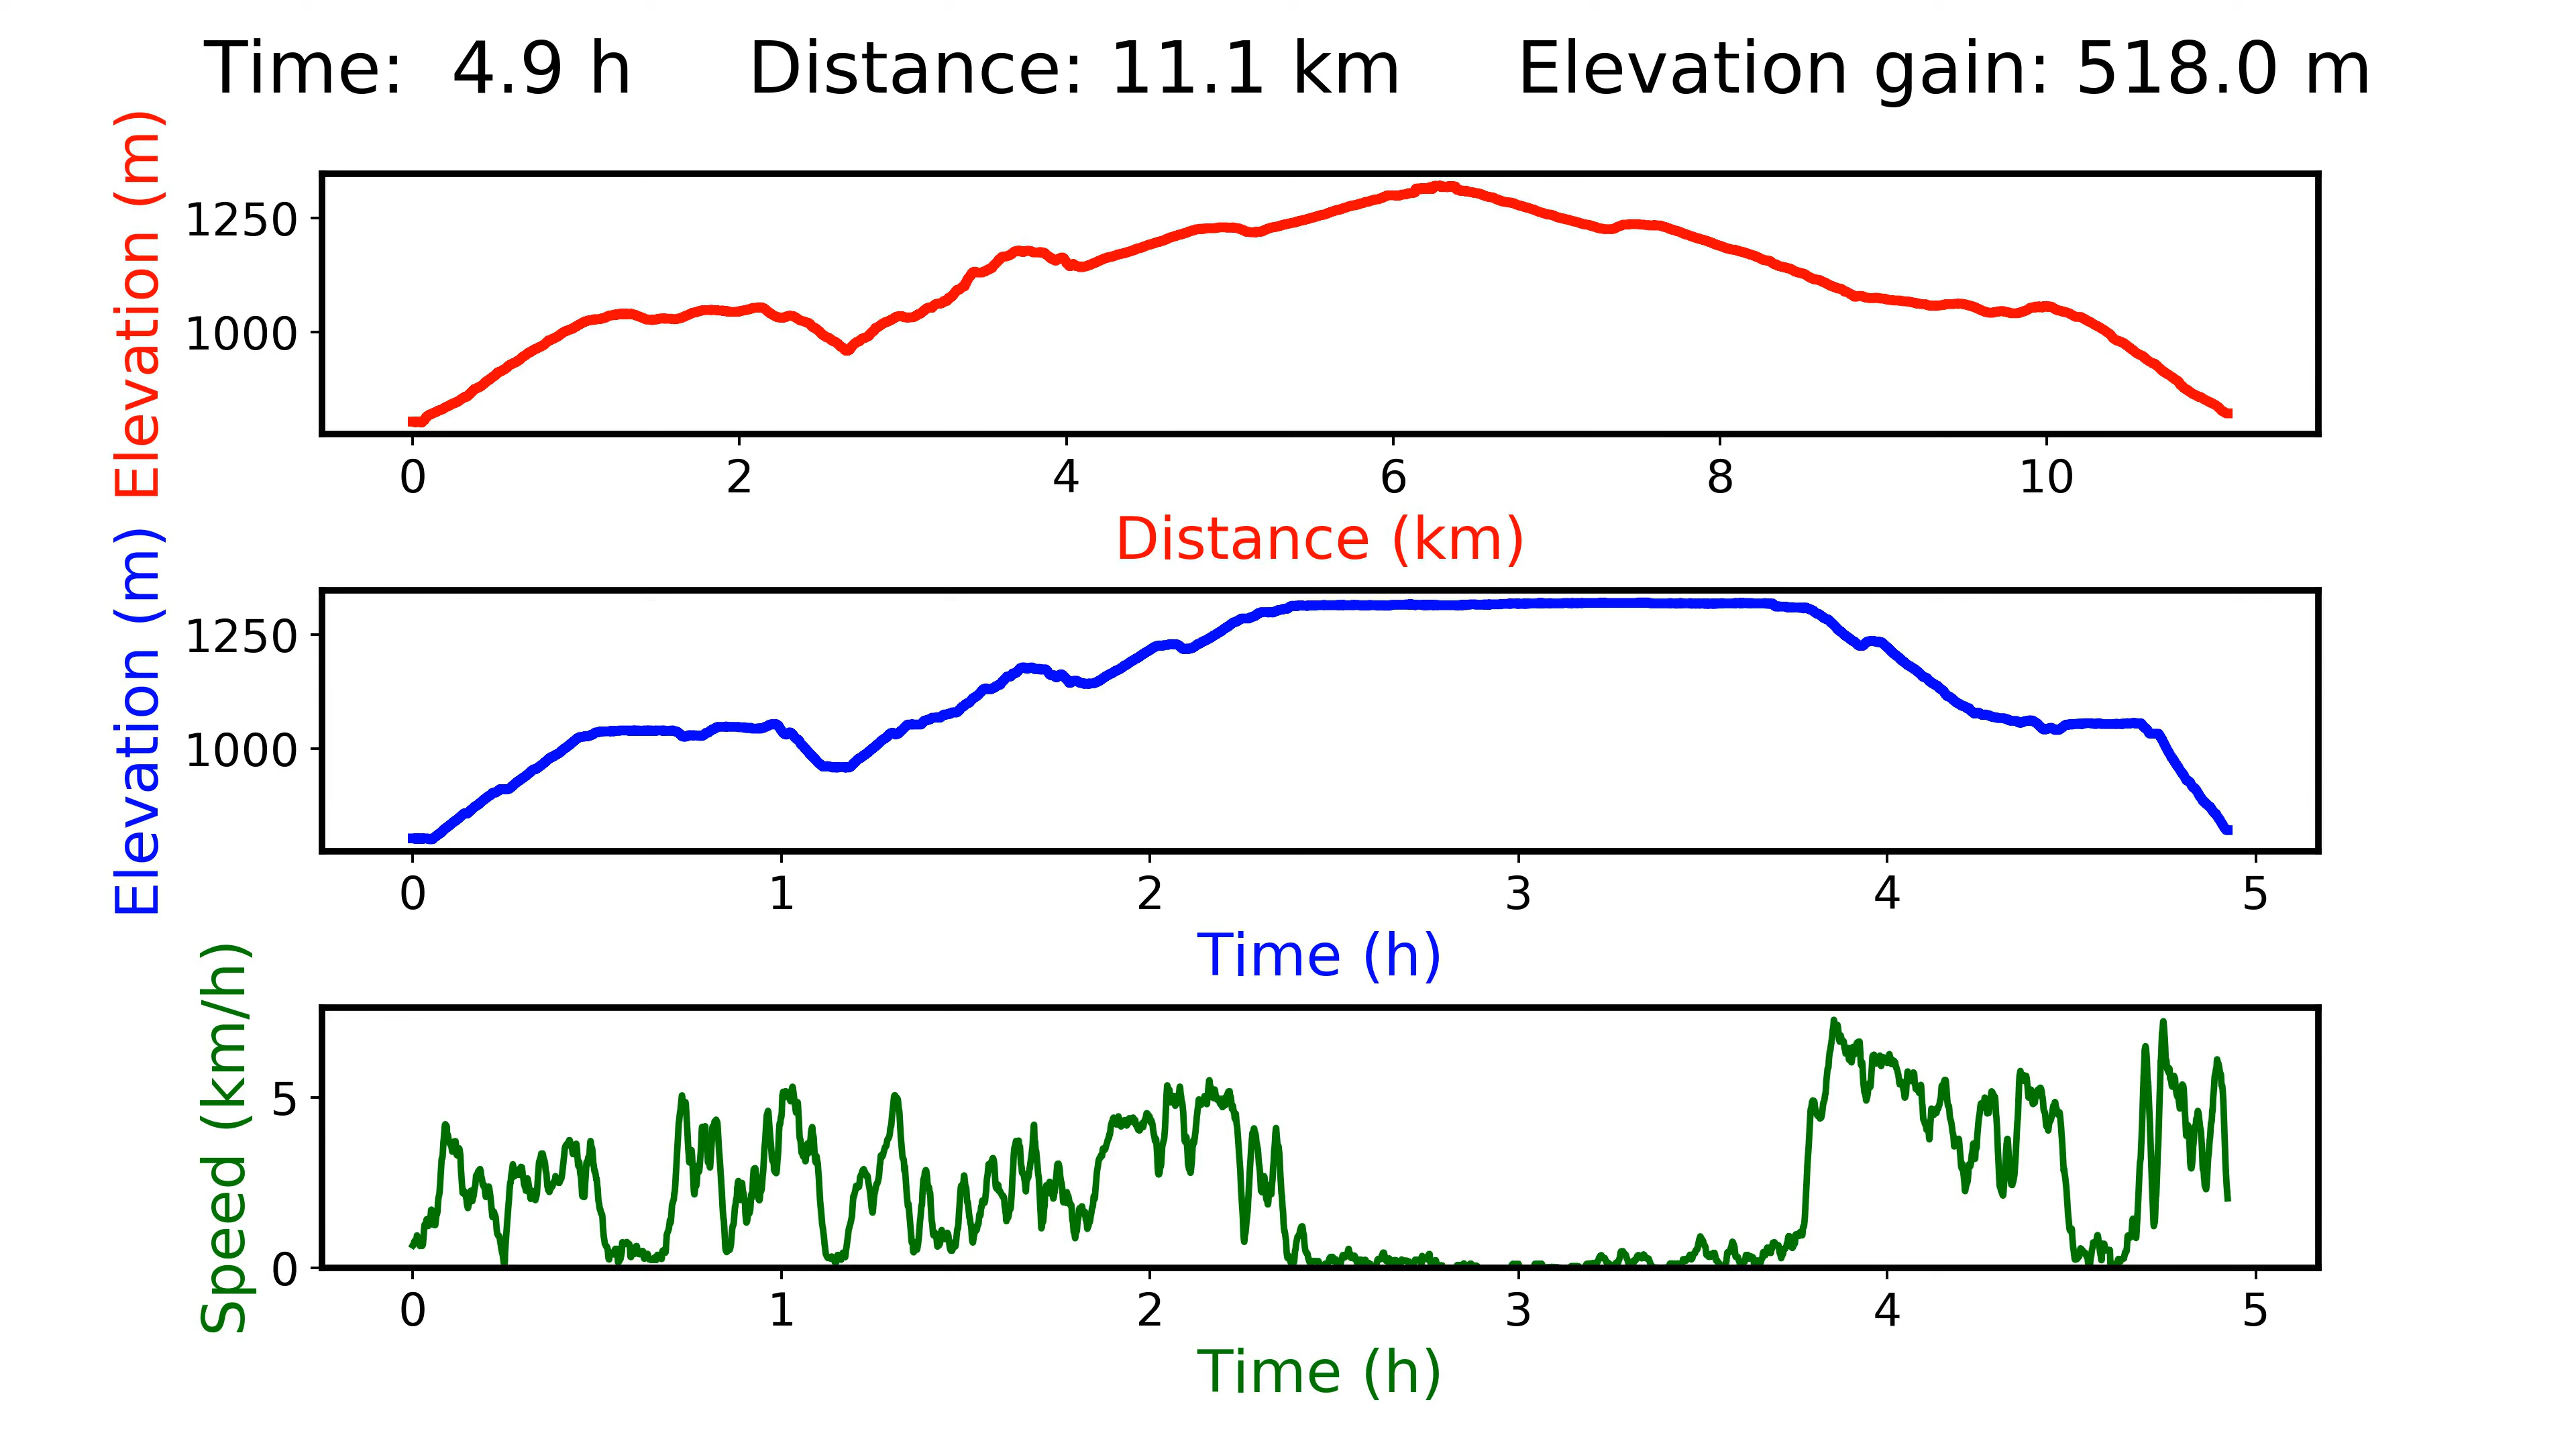 Time:  4.9 h      Distance: 11.1 km      Elevation gain: 518.0 m
Elevation (m)
1250
1000
0 2 4 6 8 10
Distance (km)
Elevation (m)
1250
1000
0 1 2 3 4 5
Time (h)
Speed (km/h)
5
0
0 1 2 3 4 5
Time (h)